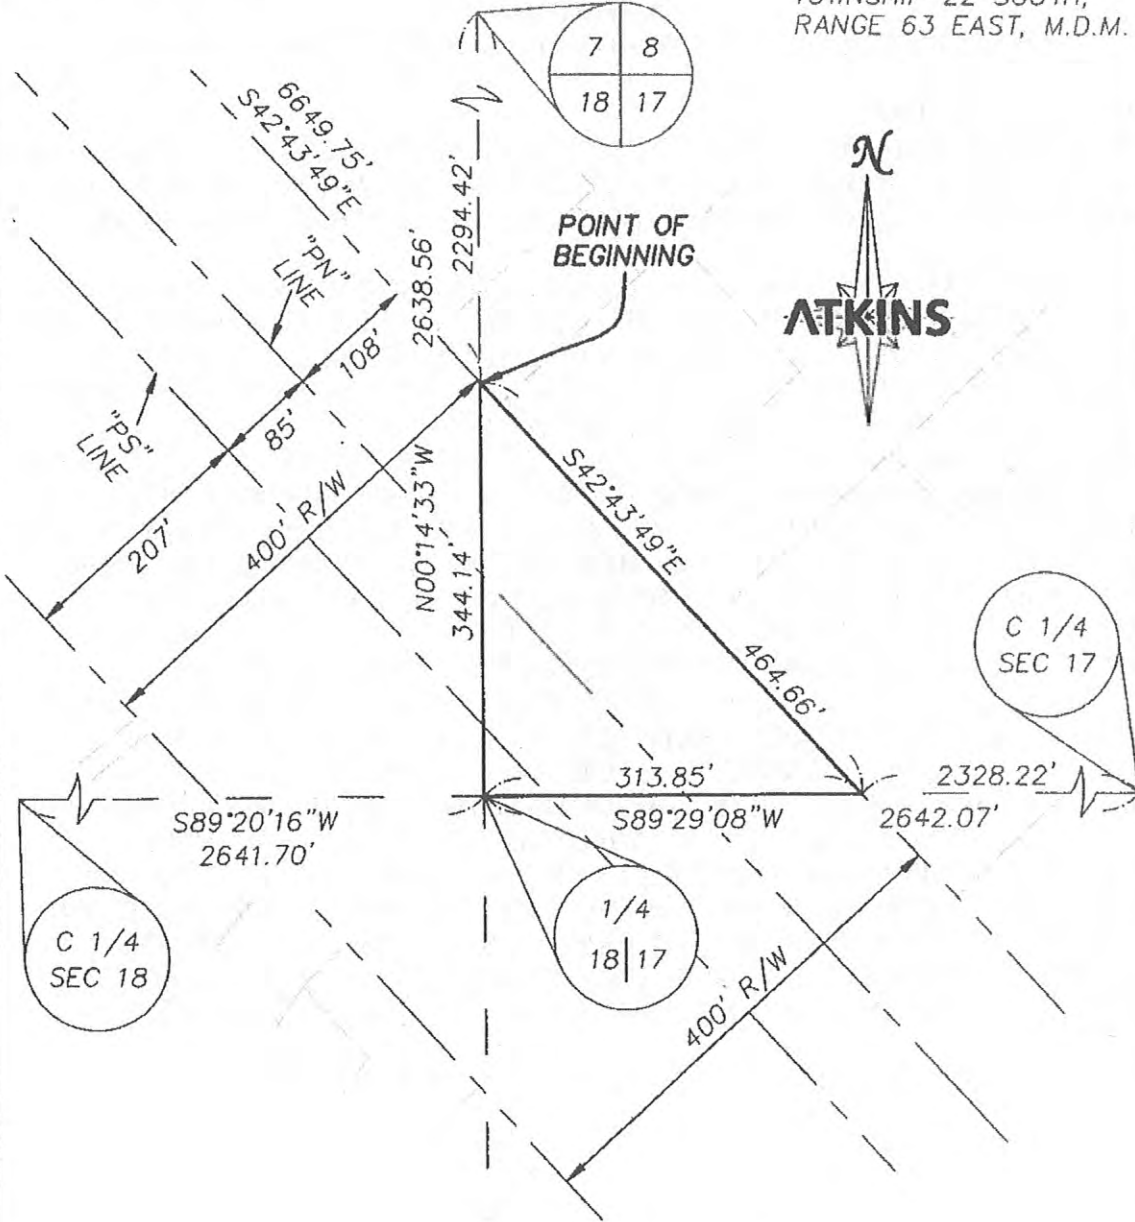 RANGE 63 EAST, M.D.M.
7 8
18 17
N
ATKINS
6649.75'
S42°43'49"E
2638.56'
2294.42'
POINT OF
BEGINNING
"PN"
LINE
108'
85'
"PS"
LINE
207'
400' R/W
N00°14'33"W
344.14'
S42°43'49"E
464.66'
C 1/4
SEC 17
313.85'
S89°29'08"W
2328.22'
2642.07'
S89°20'16"W
2641.70'
C 1/4
SEC 18
1/4
18 17
400' R/W